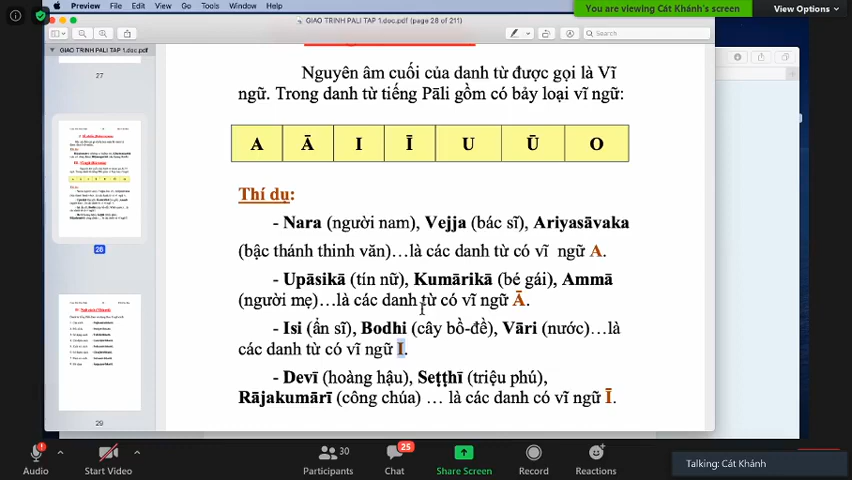 Preview File Edit View Go Tools Window Help
You are viewing Cát Khánh's screen
View Options
GIAO TRINH PALI TAP 1.doc.pdf (page 28 of 211)
Search
GIAO TRINH PALI TAP 1.doc.pdf
27
28
29
Nguyên âm cuối của danh từ được gọi là Vĩ
ngữ. Trong danh từ tiếng Pāli gồm có bảy loại vĩ ngữ:
A Ā I Ī U Ū O
Thí dụ:
- Nara (người nam), Vejja (bác sĩ), Ariyasāvaka
(bậc thánh thinh văn)…là các danh từ có vĩ ngữ A.
- Upāsikā (tín nữ), Kumārikā (bé gái), Ammā
(người mẹ)…là các danh từ có vĩ ngữ Ā.
- Isi (ẩn sĩ), Bodhi (cây bồ-đề), Vāri (nước)…là
các danh từ có vĩ ngữ I.
- Devī (hoàng hậu), Seṭṭhī (triệu phú),
Rājakumārī (công chúa) … là các danh có vĩ ngữ Ī.
30
25
Audio Start Video Participants Chat Share Screen Record Reactions
Talking: Cát Khánh